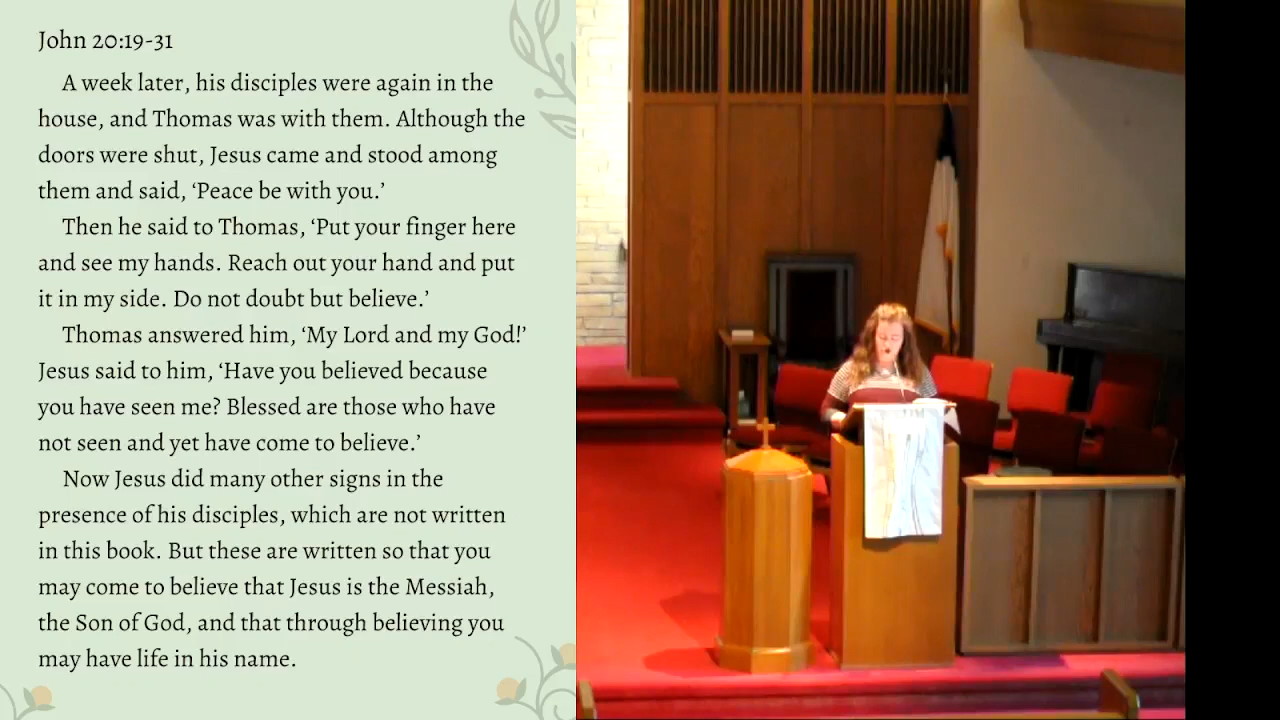 John 20:19-31
A week later, his disciples were again in the
house, and Thomas was with them. Although the
doors were shut, Jesus came and stood among
them and said, ‘Peace be with you.’
Then he said to Thomas, ‘Put your finger here
and see my hands. Reach out your hand and put
it in my side. Do not doubt but believe.’
Thomas answered him, ‘My Lord and my God!’
Jesus said to him, ‘Have you believed because
you have seen me? Blessed are those who have
not seen and yet have come to believe.’
Now Jesus did many other signs in the
presence of his disciples, which are not written
in this book. But these are written so that you
may come to believe that Jesus is the Messiah,
the Son of God, and that through believing you
may have life in his name.